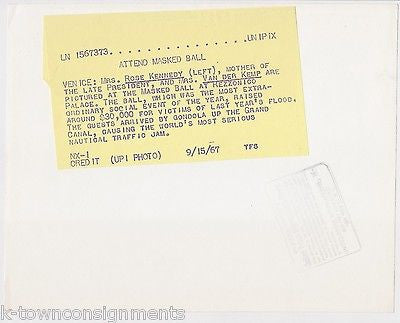 LN 1567373.....................UNIPIX
ATTEND MASKED BALL
VENICE: MRS. ROSE KENNEDY (LEFT), MOTHER OF
THE LATE PRESIDENT, AND MRS. VAN DER KEMP ARE
PICTURED AT THE MASKED BALL AT REZZONICO
PALACE. THE BALL, WHICH WAS THE MOST EXTRA-
ORDINARY SOCIAL EVENT OF THE YEAR, RAISED
AROUND $30,000 FOR VICTIMS OF LAST YEAR'S FLOOD.
THE GUESTS ARRIVED BY GONDOLA UP THE GRAND
CANAL, CAUSING THE WORLD'S MOST SERIOUS
NAUTICAL TRAFFIC JAM.
NX-1
CREDIT (UPI PHOTO) 9/15/67 TFS
k-townconsignments.com